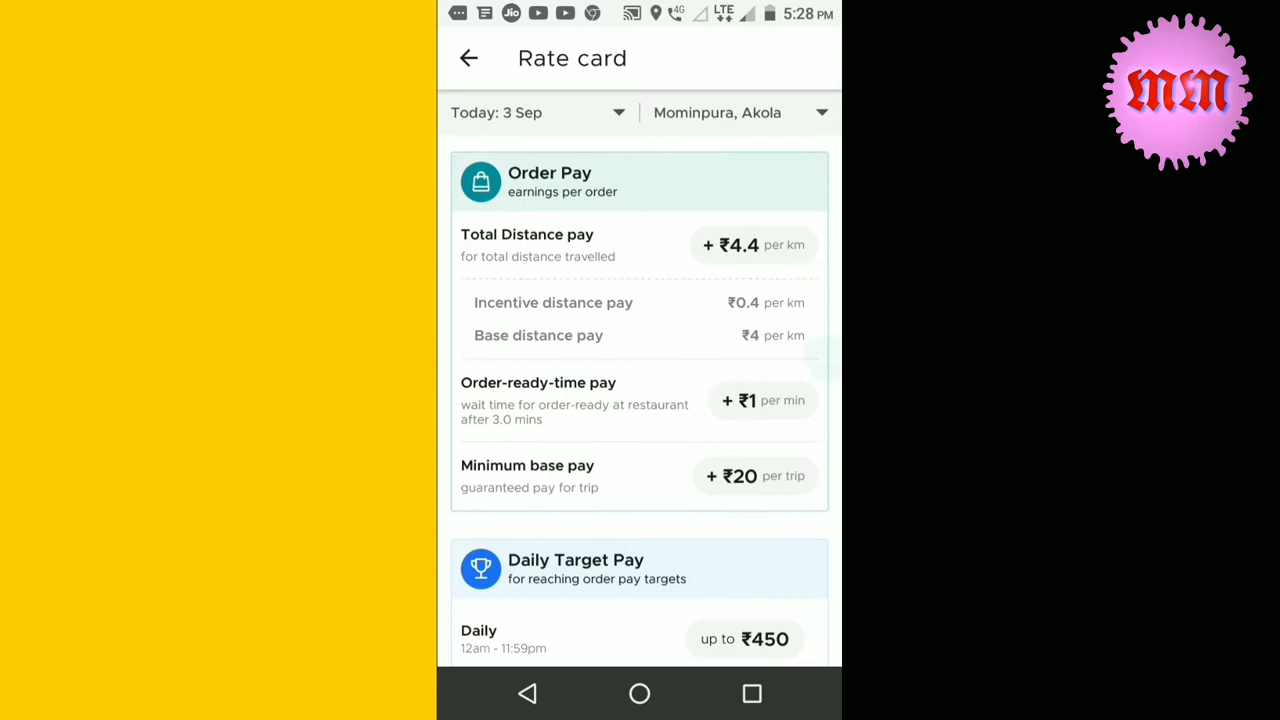 Jio 4G LTE 5:28 PM
Rate card
Today: 3 Sep Mominpura, Akola
Order Pay
earnings per order
Total Distance pay + ₹4.4 per km
for total distance travelled
Incentive distance pay ₹0.4 per km
Base distance pay ₹4 per km
Order-ready-time pay + ₹1 per min
wait time for order-ready at restaurant
after 3.0 mins
Minimum base pay + ₹20 per trip
guaranteed pay for trip
Daily Target Pay
for reaching order pay targets
Daily up to ₹450
12am - 11:59pm
MM